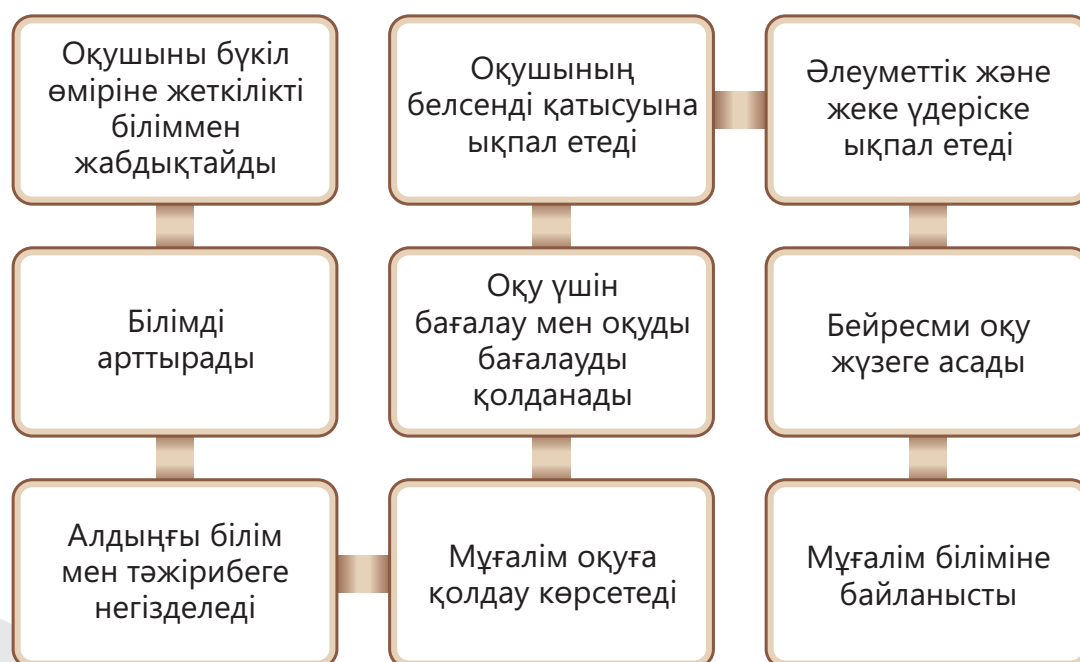 Оқушыны бүкіл
өміріне жеткілікті
біліммен
жабдықтайды
Білімді
арттырады
Алдыңғы білім
мен тәжірибеге
негізделеді
Мұғалім оқуға
қолдау көрсетеді
Оқу үшін
бағалау мен оқуды
бағалауды
қолданады
Оқушының
белсенді қатысуына
ықпал етеді
Әлеуметтік және
жеке үдеріске
ықпал етеді
Бейресми оқу
жүзеге асады
Мұғалім біліміне
байланысты